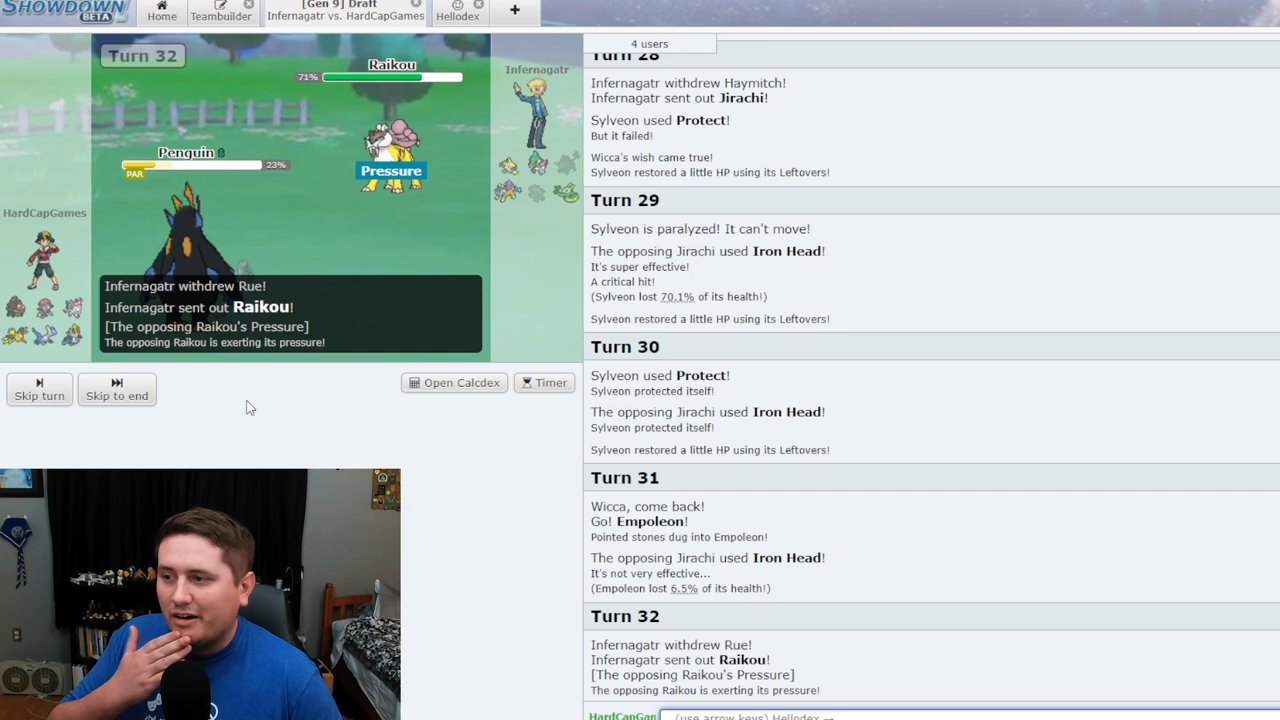 SHOWDOWN
BETA
Home
Teambuilder
[Gen 9] Draft
Infernagatr vs. HardCapGames
Hellodex
+
4 users
Turn 32
Raikou
71%
Pressure
Penguin
23%
PAR
Infernagatr
HardCapGames
Infernagatr withdrew Rue!
Infernagatr sent out Raikou!
[The opposing Raikou's Pressure]
The opposing Raikou is exerting its pressure!
Skip turn
Skip to end
Open Calcdex
Timer
Turn 28
Infernagatr withdrew Haymitch!
Infernagatr sent out Jirachi!
Sylveon used Protect!
But it failed!
Wicca's wish came true!
Sylveon restored a little HP using its Leftovers!
Turn 29
Sylveon is paralyzed! It can't move!
The opposing Jirachi used Iron Head!
It's super effective!
A critical hit!
(Sylveon lost 70.1% of its health!)
Sylveon restored a little HP using its Leftovers!
Turn 30
Sylveon used Protect!
Sylveon protected itself!
The opposing Jirachi used Iron Head!
Sylveon protected itself!
Sylveon restored a little HP using its Leftovers!
Turn 31
Wicca, come back!
Go! Empoleon!
Pointed stones dug into Empoleon!
The opposing Jirachi used Iron Head!
It's not very effective...
(Empoleon lost 6.5% of its health!)
Turn 32
Infernagatr withdrew Rue!
Infernagatr sent out Raikou!
[The opposing Raikou's Pressure]
The opposing Raikou is exerting its pressure!
HardCapGan
(use arrow keys) Hellodex →